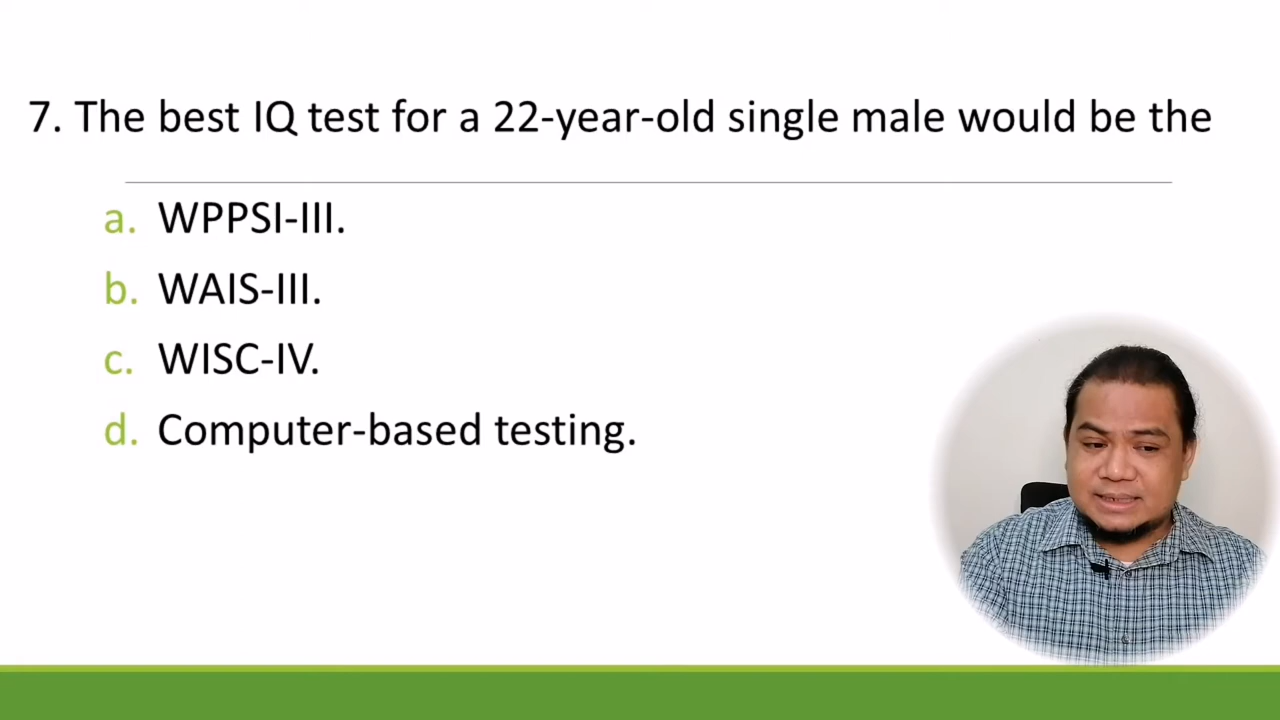 7. The best IQ test for a 22-year-old single male would be the
a. WPPSI-III.
b. WAIS-III.
c. WISC-IV.
d. Computer-based testing.